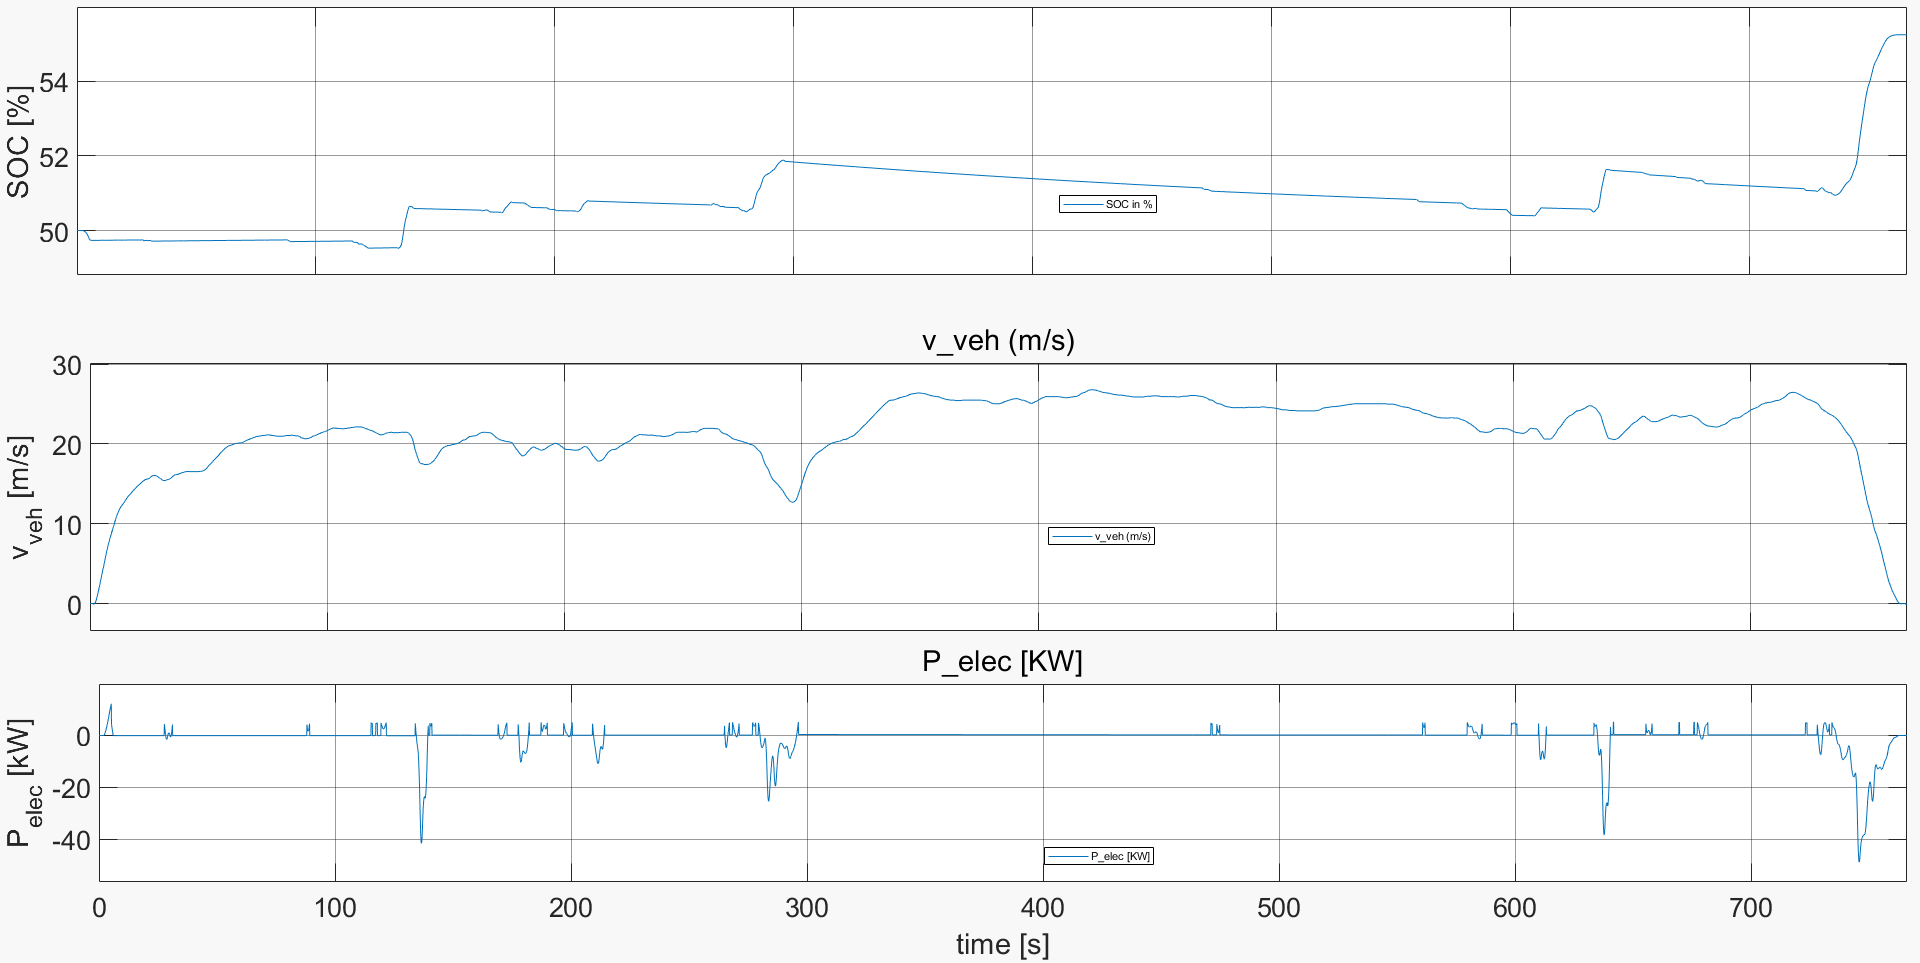 54
52
50
SOC [%]
SOC in %
v_veh (m/s)
30
20
10
0
v_veh [m/s]
v_veh (m/s)
P_elec [KW]
0
-20
-40
P_elec [kW]
P_elec [KW]
0 100 200 300 400 500 600 700
time [s]